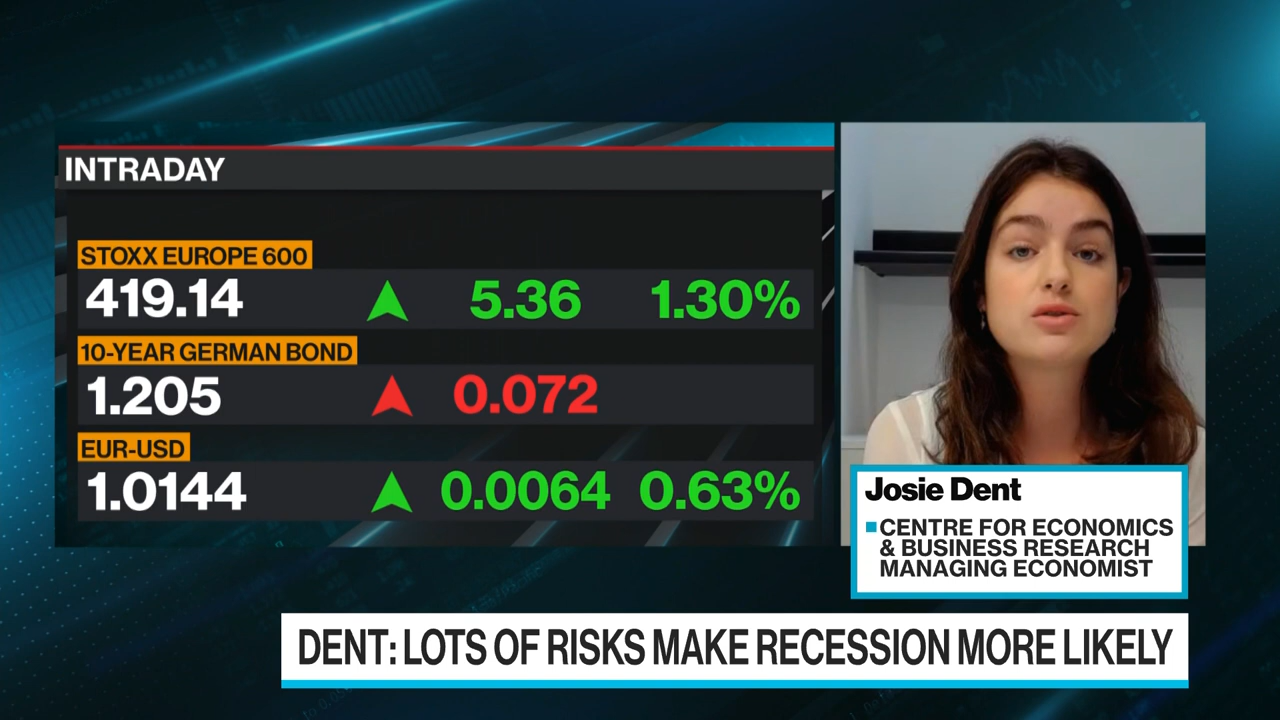 INTRADAY
STOXX EUROPE 600
419.14 5.36 1.30%
10-YEAR GERMAN BOND
1.205 0.072
EUR-USD
1.0144 0.0064 0.63%
Josie Dent
CENTRE FOR ECONOMICS
& BUSINESS RESEARCH
MANAGING ECONOMIST
DENT: LOTS OF RISKS MAKE RECESSION MORE LIKELY